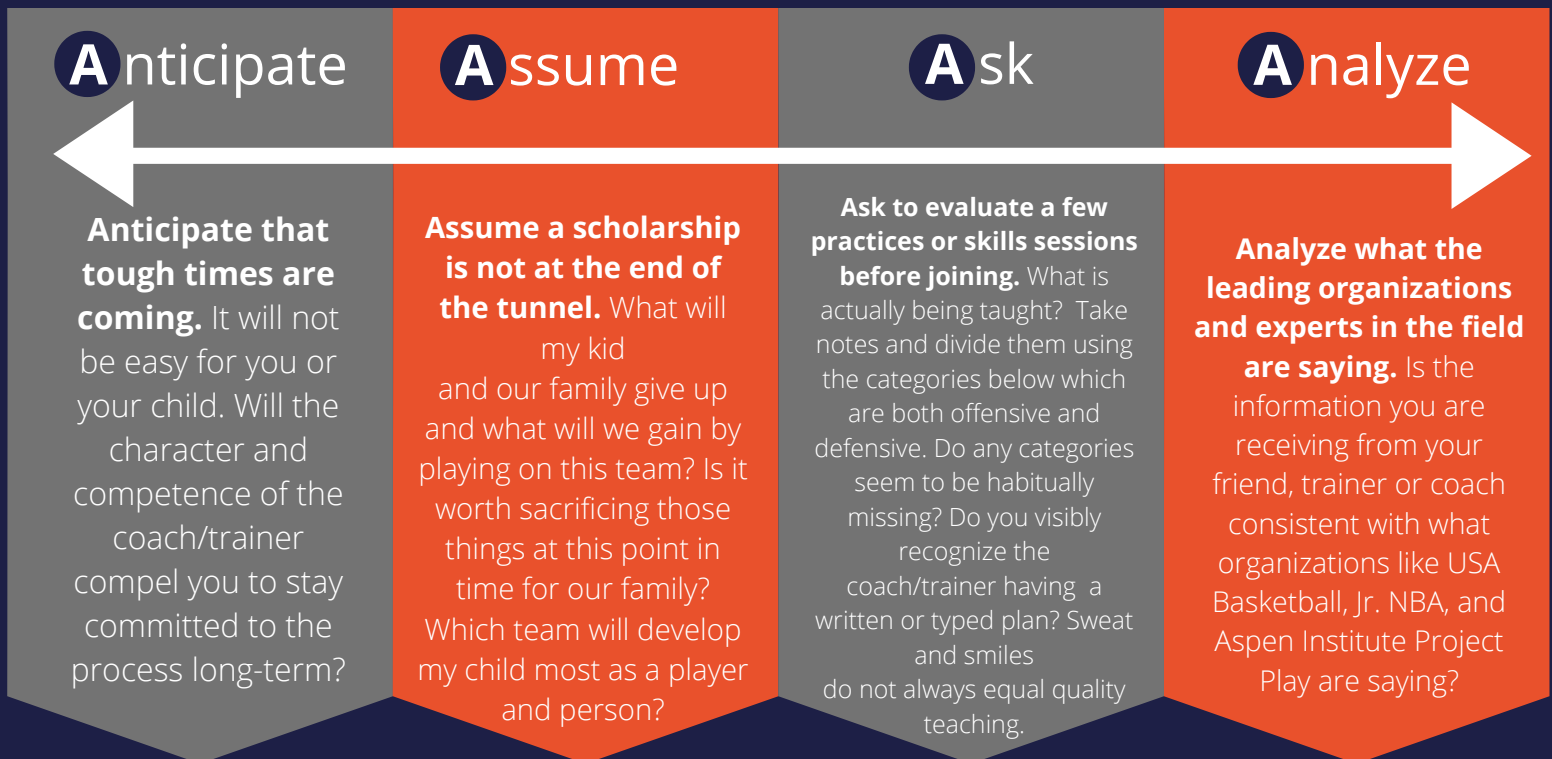 Anticipate
Anticipate that
tough times are
coming. It will not
be easy for you or
your child. Will the
character and
competence of the
coach/trainer
compel you to stay
committed to the
process long-term?
Assume
Assume a scholarship
is not at the end of
the tunnel. What will
my kid
and our family give up
and what will we gain by
playing on this team? Is it
worth sacrificing those
things at this point in
time for our family?
Which team will develop
my child most as a player
and person?
Ask
Ask to evaluate a few
practices or skills sessions
before joining. What is
actually being taught?  Take
notes and divide them using
the categories below which
are both offensive and
defensive. Do any categories
seem to be habitually
missing? Do you visibly
recognize the
coach/trainer having  a
written or typed plan? Sweat
and smiles
do not always equal quality
teaching.
Analyze
Analyze what the
leading organizations
and experts in the field
are saying. Is the
information you are
receiving from your
friend, trainer or coach
consistent with what
organizations like USA
Basketball, Jr. NBA, and
Aspen Institute Project
Play are saying?